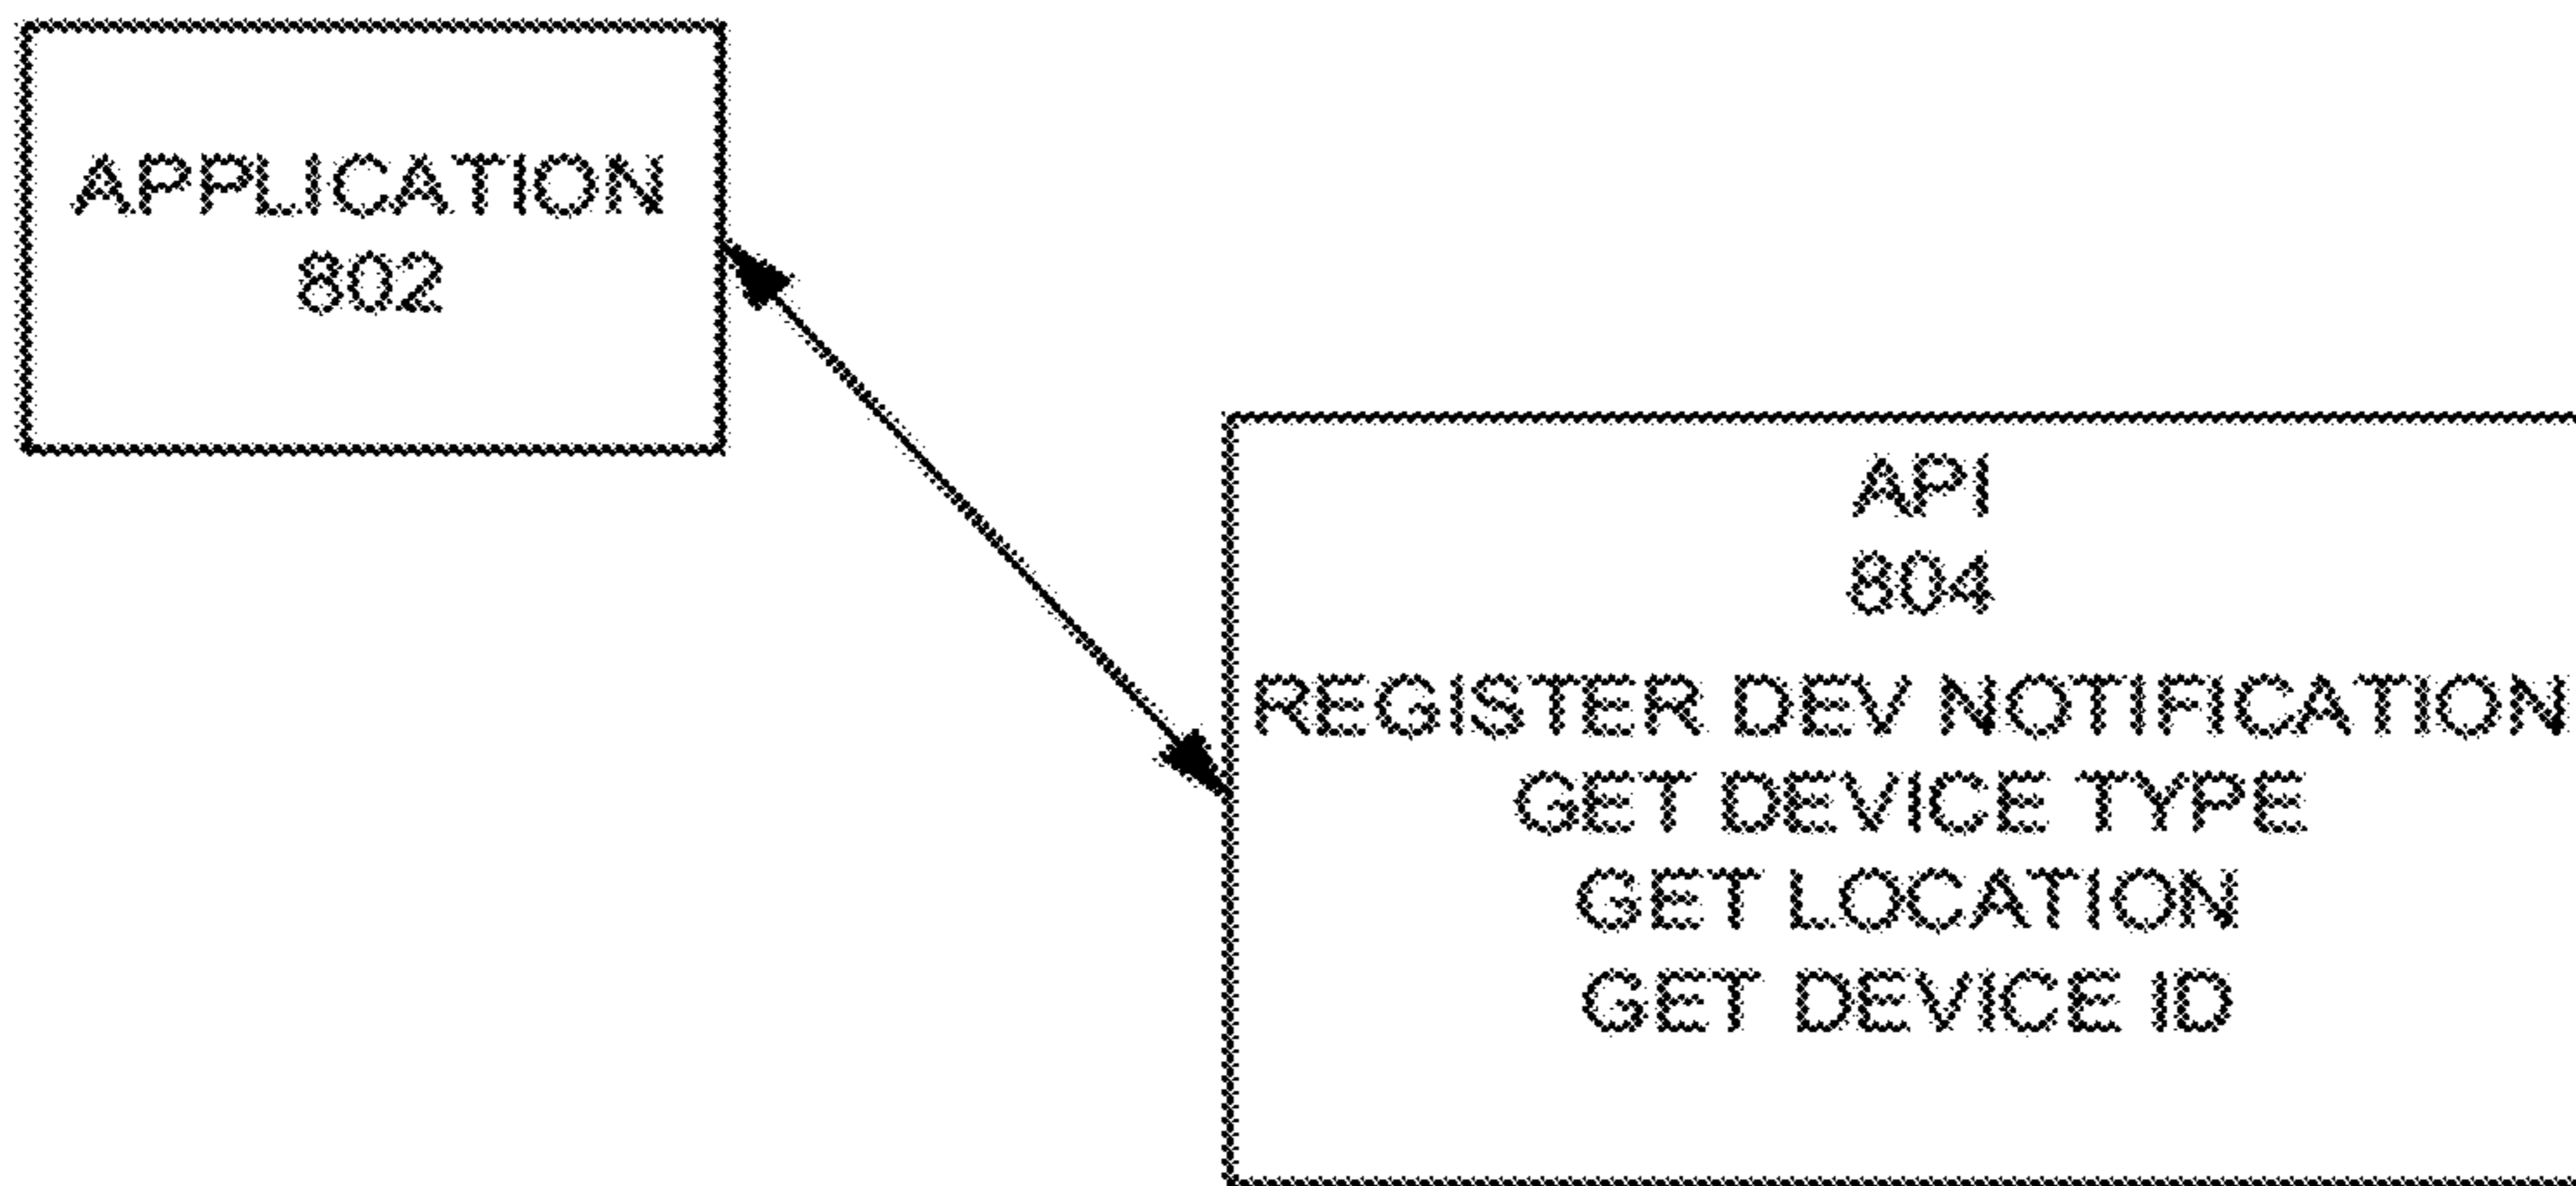 APPLICATION
802
API
804
REGISTER DEV NOTIFICATION
GET DEVICE TYPE
GET LOCATION
GET DEVICE ID